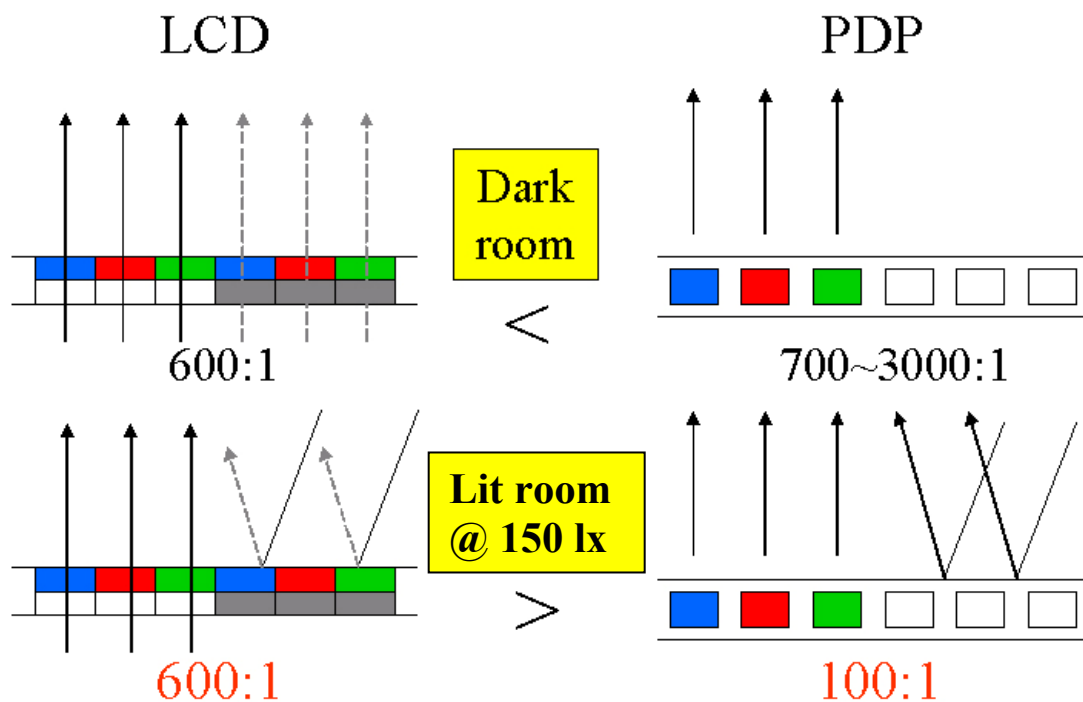 LCD
PDP
Dark
room
<
600:1
700~3000:1
Lit room
@ 150 lx
>
600:1
100:1